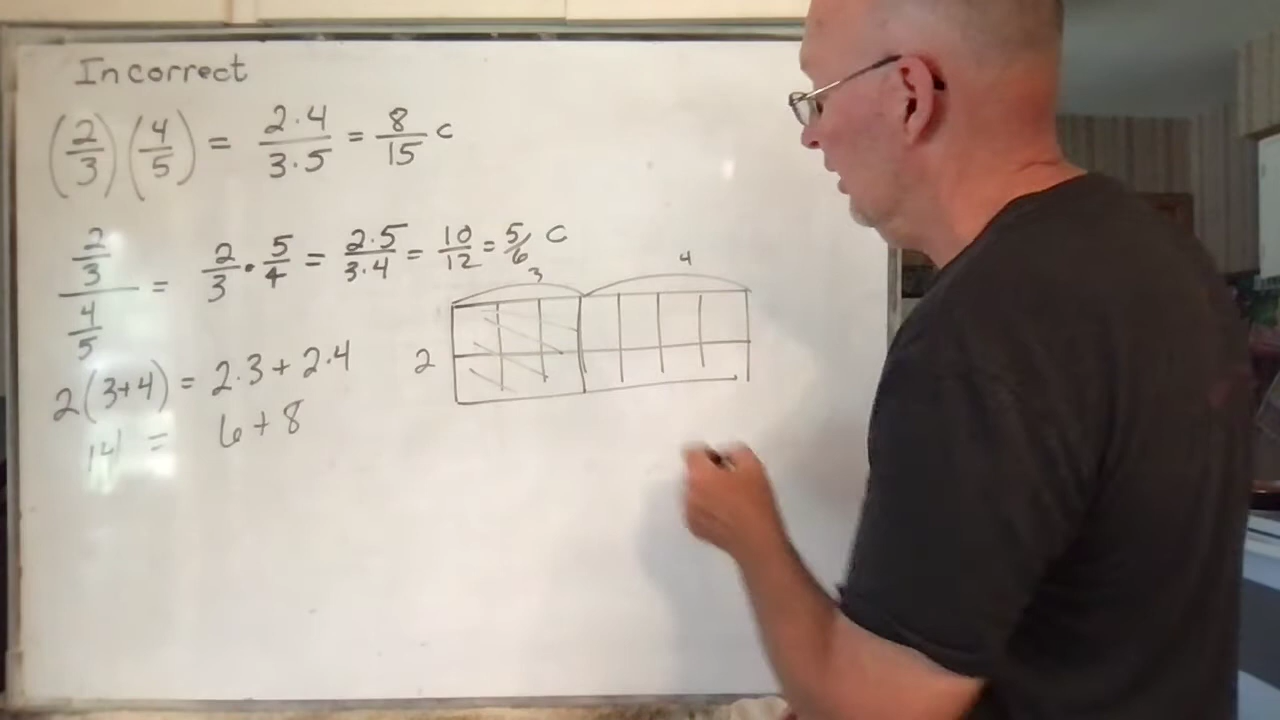 Incorrect
(2/3)(4/5) = 2·4/3·5 = 8/15 c
2/3 / 4/5 = 2/3 · 5/4 = 2·5/3·4 = 10/12 = 5/6 c
3 4
2(3+4) = 2·3+2·4 2
14 = 6+8